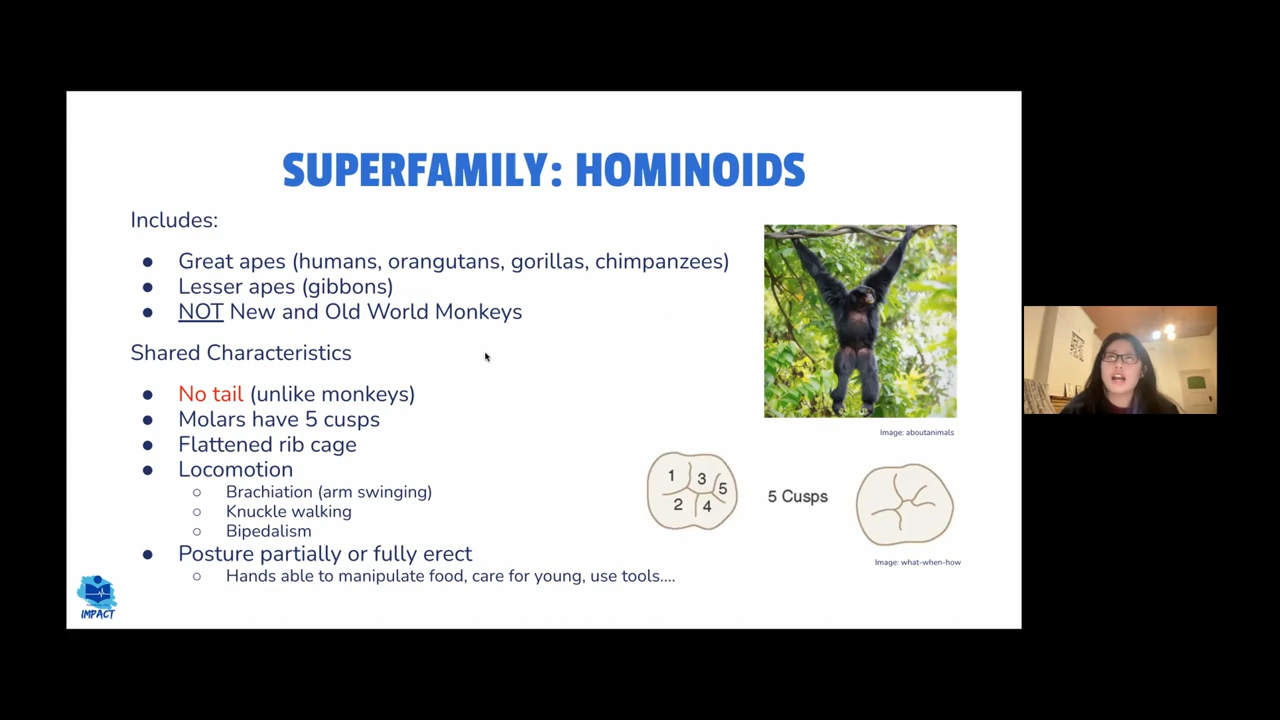 SUPERFAMILY: HOMINOIDS
Includes:
● Great apes (humans, orangutans, gorillas, chimpanzees)
● Lesser apes (gibbons)
● NOT New and Old World Monkeys
Shared Characteristics
● No tail (unlike monkeys)
● Molars have 5 cusps
● Flattened rib cage
● Locomotion
○ Brachiation (arm swinging)
○ Knuckle walking
○ Bipedalism
● Posture partially or fully erect
○ Hands able to manipulate food, care for young, use tools....
Image: aboutanimals
1 3 5
2 4
5 Cusps
Image: what-when-how
IMPACT